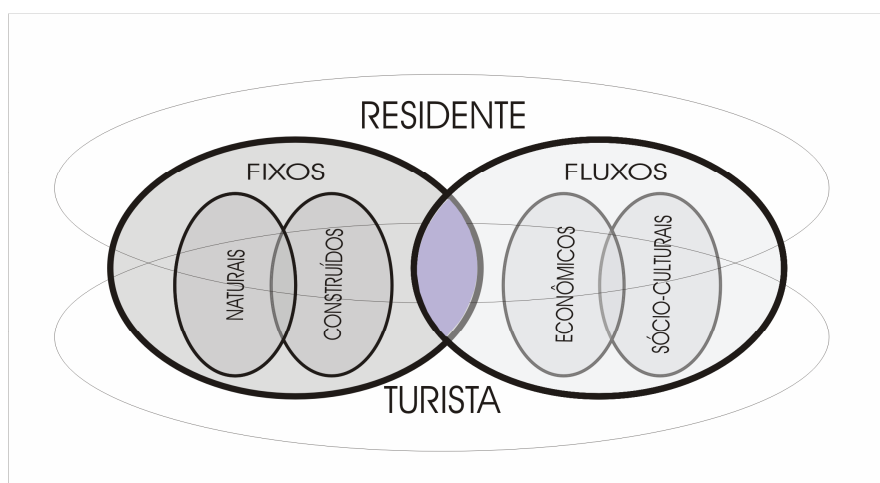 RESIDENTE
FIXOS
FLUXOS
NATURAIS
CONSTRUÍDOS
ECONÔMICOS
SÓCIO-CULTURAIS
TURISTA